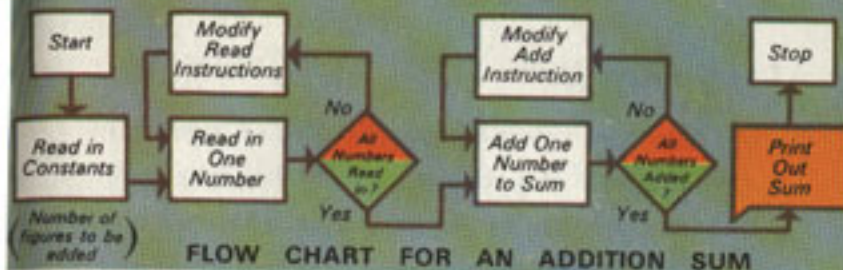 Start
Read in
Constants
(Number of
figures to be
added)
Modify
Read
Instructions
Read in
One
Number
No
All
Numbers
Read
in?
Yes
Modify
Add
Instruction
Add One
Number
to Sum
No
All
Numbers
Added
?
Yes
Stop
Print
Out
Sum
FLOW CHART FOR AN ADDITION SUM